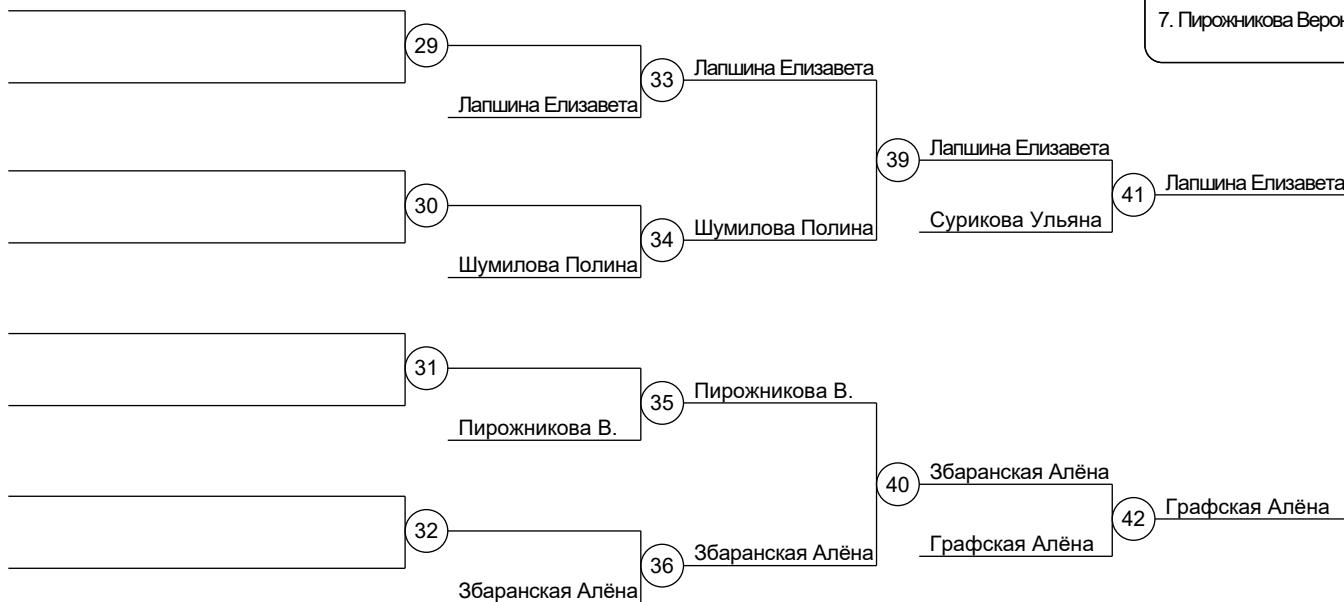 7. Пирожникова Верон
29
33 Лапшина Елизавета
Лапшина Елизавета
39 Лапшина Елизавета
41 Лапшина Елизавета
30
34 Шумилова Полина
Сурикова Ульяна
Шумилова Полина
31
35 Пирожникова В.
Пирожникова В.
40 Збаранская Алёна
42 Графская Алёна
32
36 Збаранская Алёна
Графская Алёна
Збаранская Алёна